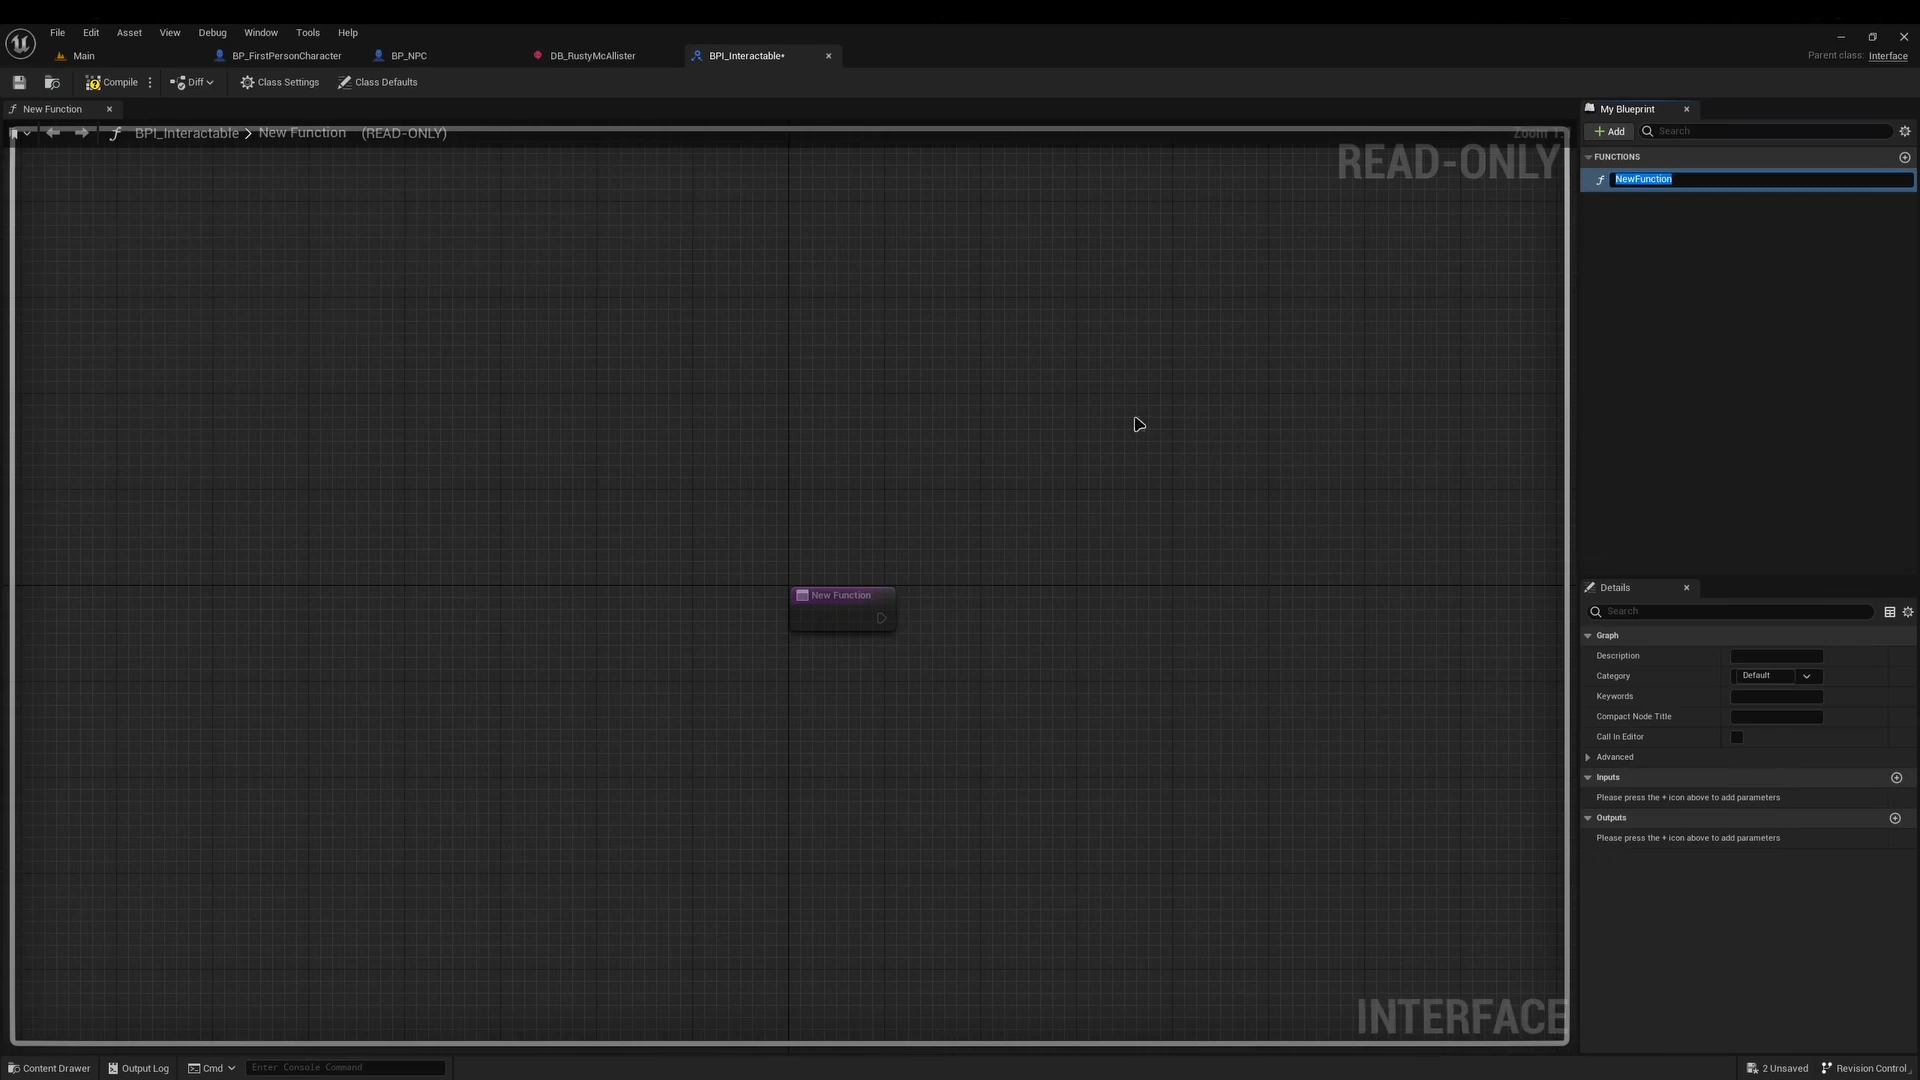 File Edit Asset View Debug Window Tools Help
Main BP_FirstPersonCharacter BP_NPC DB_RustyMcAllister BPI_Interactable•
Parent class: Interface
Compile Diff Class Settings Class Defaults
New Function
My Blueprint
BPI_Interactable > New Function (READ-ONLY)
Zoom 1:
Add Search
READ-ONLY
FUNCTIONS
NewFunction
New Function
Details
Search
Graph
Description
Category Default
Keywords
Compact Node Title
Call In Editor
Advanced
Inputs
Please press the + icon above to add parameters
Outputs
Please press the + icon above to add parameters
INTERFACE
Content Drawer Output Log Cmd Enter Console Command
2 Unsaved Revision Control